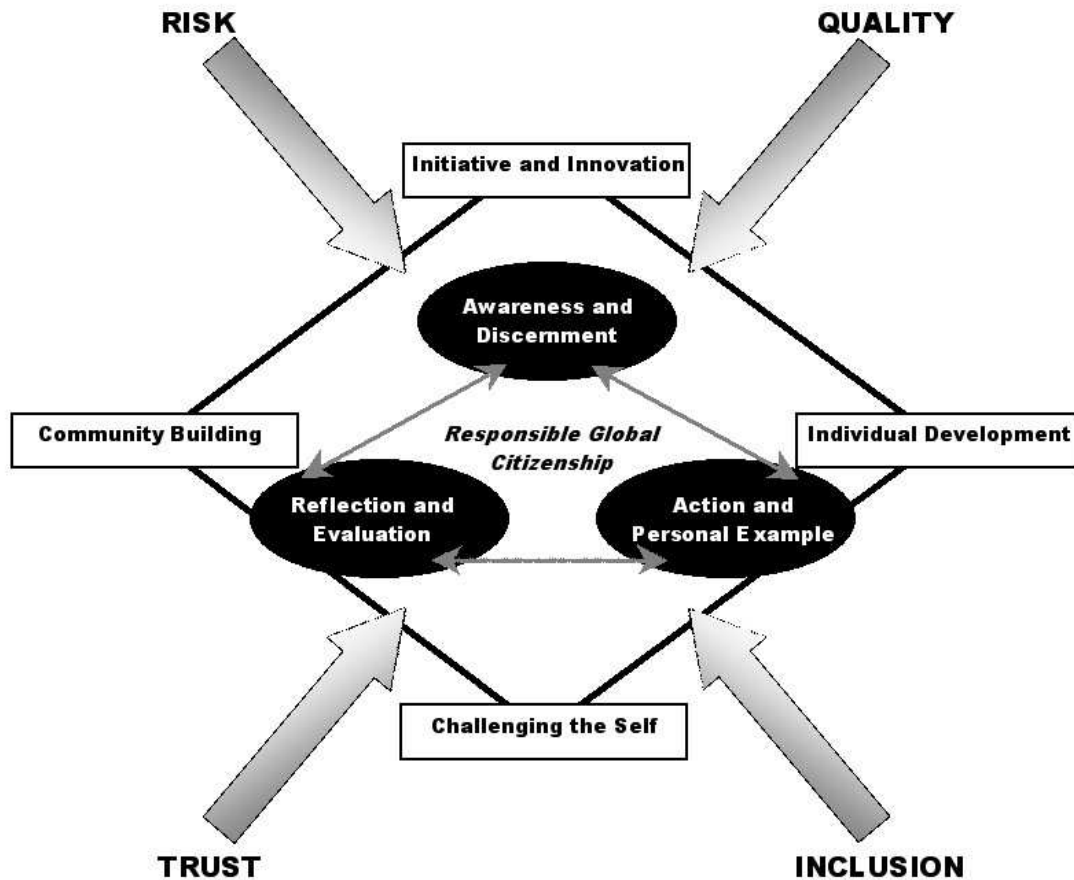 RISK
QUALITY
Initiative and Innovation
Awareness and
Discernment
Community Building
Responsible Global
Citizenship
Individual Development
Reflection and
Evaluation
Action and
Personal Example
Challenging the Self
TRUST
INCLUSION